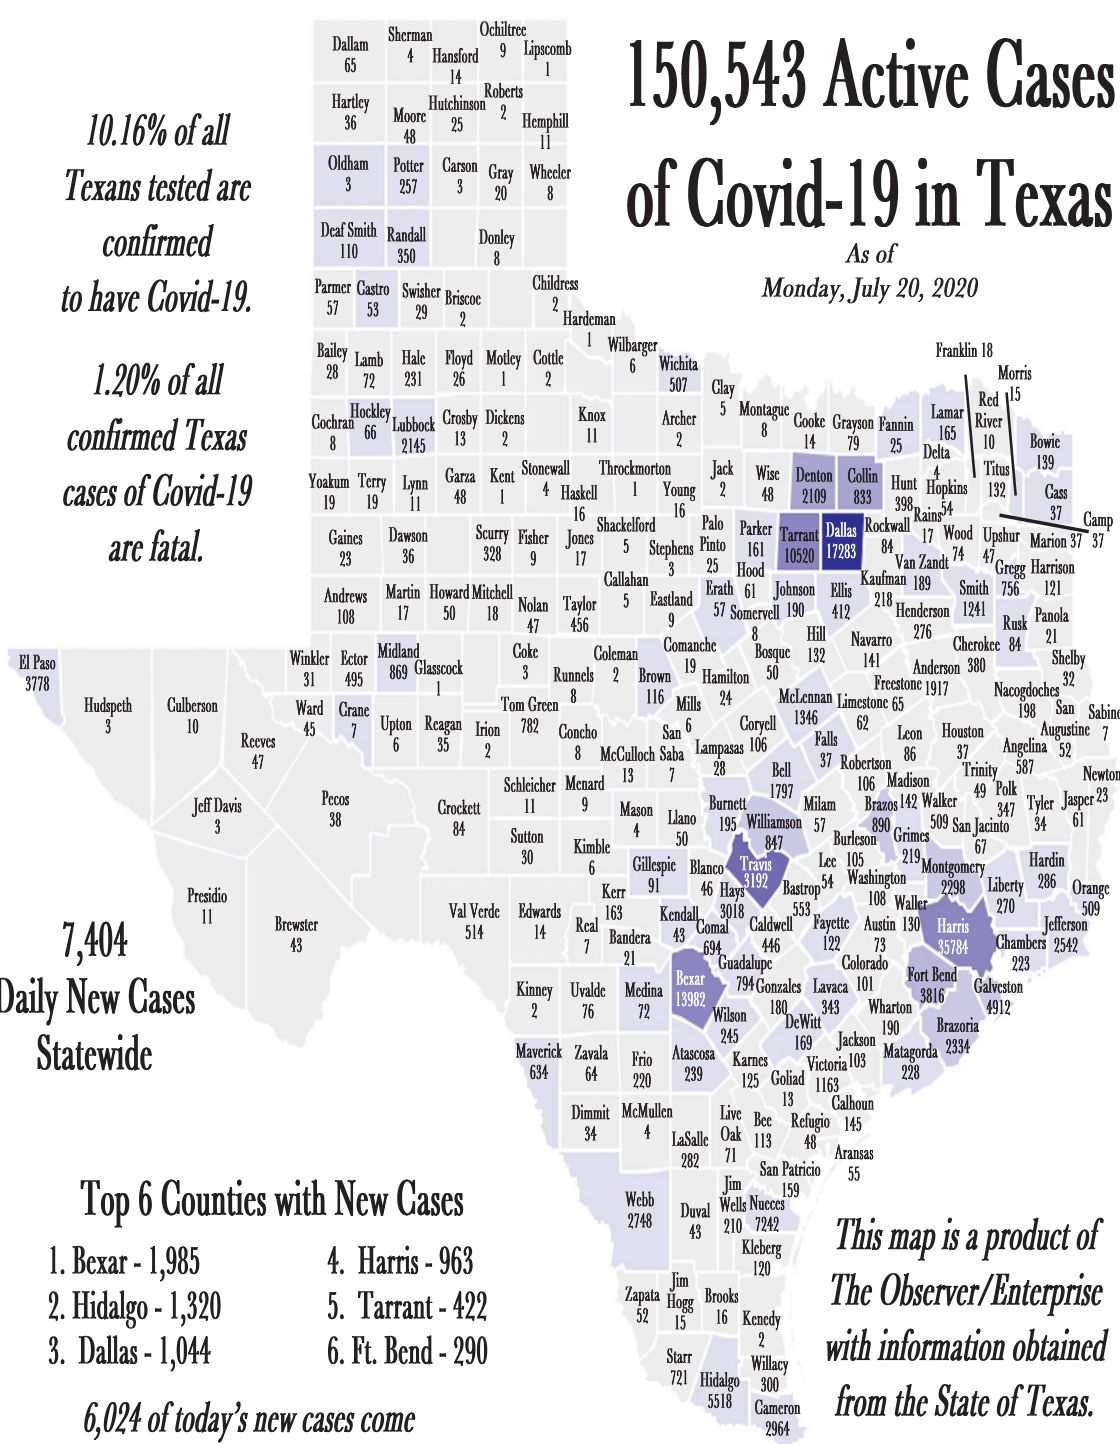 150,543 Active Cases
of Covid-19 in Texas
As of
Monday, July 20, 2020
10.16% of all
Texans tested are
confirmed
to have Covid-19.
1.20% of all
confirmed Texas
cases of Covid-19
are fatal.
7,404
Daily New Cases
Statewide
Top 6 Counties with New Cases
1. Bexar - 1,985
2. Hidalgo - 1,320
3. Dallas - 1,044
4. Harris - 963
5. Tarrant - 422
6. Ft. Bend - 290
6,024 of today's new cases come
This map is a product of
The Observer/Enterprise
with information obtained
from the State of Texas.
Dallam
65
Sherman
4
Hansford
14
Ochiltree
9
Lipscomb
1
Hartley
36
Moore
48
Hutchinson
25
Roberts
2
Hemphill
11
Oldham
3
Potter
257
Carson
3
Gray
20
Wheeler
8
Deaf Smith
110
Randall
350
Donley
8
Parmer
57
Castro
53
Swisher
29
Briscoe
2
Childress
2
Hardeman
1
Bailey
28
Lamb
72
Hale
231
Floyd
26
Motley
1
Cottle
2
Wilbarger
6
Wichita
507
Clay
5
Cochran
8
Hockley
66
Lubbock
2145
Crosby
13
Dickens
2
Knox
11
Archer
2
Montague
8
Cooke
14
Grayson
79
Fannin
25
Lamar
165
Franklin 18
Red
River
10
Morris
15
Bowie
139
Delta
4
Titus
132
Cass
37
Yoakum
19
Terry
19
Lynn
11
Garza
48
Kent
1
Stonewall
4
Haskell
16
Throckmorton
1
Young
16
Jack
2
Wise
48
Denton
2109
Collin
833
Hunt
398
Hopkins
54
Rains
17
Camp
37
Marion 37
Gaines
23
Dawson
36
Scurry
328
Fisher
9
Jones
17
Shackelford
5
Stephens
3
Palo
Pinto
25
Parker
161
Tarrant
10520
Dallas
17283
Rockwall
84
Wood
74
Upshur
47
Van Zandt
189
Gregg
756
Harrison
121
Andrews
108
Martin
17
Howard
50
Mitchell
18
Nolan
47
Taylor
456
Callahan
5
Eastland
9
Erath
57
Hood
61
Somervell
8
Johnson
190
Ellis
412
Kaufman
218
Henderson
276
Smith
1241
Rusk
84
Panola
21
El Paso
3778
Hudspeth
3
Culberson
10
Reeves
47
Winkler
31
Ector
495
Midland
869
Glasscock
1
Coke
3
Runnels
8
Coleman
2
Brown
116
Comanche
19
Hamilton
24
Bosque
50
Hill
132
Navarro
141
Cherokee
380
Anderson
1917
Freestone 65
Shelby
32
Nacogdoches
198
San
Augustine
52
Sabine
7
Ward
45
Crane
7
Upton
6
Reagan
35
Irion
2
Tom Green
782
Concho
8
McCulloch
13
San
Saba
7
Mills
6
Lampasas
28
Coryell
106
McLennan
1346
Limestone
62
Falls
37
Leon
86
Houston
37
Angelina
587
Trinity
49
Polk
347
Newton
23
Jasper
61
Tyler
34
Jeff Davis
3
Pecos
38
Crockett
84
Schleicher
11
Menard
9
Mason
4
Llano
50
Burnett
195
Bell
1797
Williamson
847
Milam
57
Robertson
106
Brazos
890
Madison
142
Walker
509
San Jacinto
67
Grimes
219
Sutton
30
Kimble
6
Gillespie
91
Blanco
46
Travis
3192
Hays
3018
Bastrop
553
Lee
54
Burleson
105
Washington
108
Waller
130
Montgomery
2298
Liberty
270
Hardin
286
Orange
509
Jefferson
2542
Chambers
223
Presidio
11
Brewster
43
Val Verde
514
Edwards
14
Real
7
Kerr
163
Bandera
21
Kendall
43
Comal
694
Caldwell
446
Fayette
122
Austin
73
Harris
35784
Guadalupe
794
Gonzales
180
Lavaca
343
Colorado
101
Fort Bend
3816
Galveston
4912
Kinney
2
Uvalde
76
Medina
72
Bexar
13982
Wilson
245
DeWitt
169
Wharton
190
Brazoria
2334
Matagorda
228
Jackson
103
Victoria
1163
Maverick
634
Zavala
64
Frio
220
Atascosa
239
Karnes
125
Goliad
13
Calhoun
145
Dimmit
34
McMullen
4
LaSalle
282
Live
Oak
71
Bee
113
Refugio
48
Aransas
55
San Patricio
159
Webb
2748
Duval
43
Jim
Wells
210
Nueces
7242
Kleberg
120
Zapata
52
Jim
Hogg
15
Brooks
16
Kenedy
2
Starr
721
Hidalgo
5518
Willacy
300
Cameron
2964